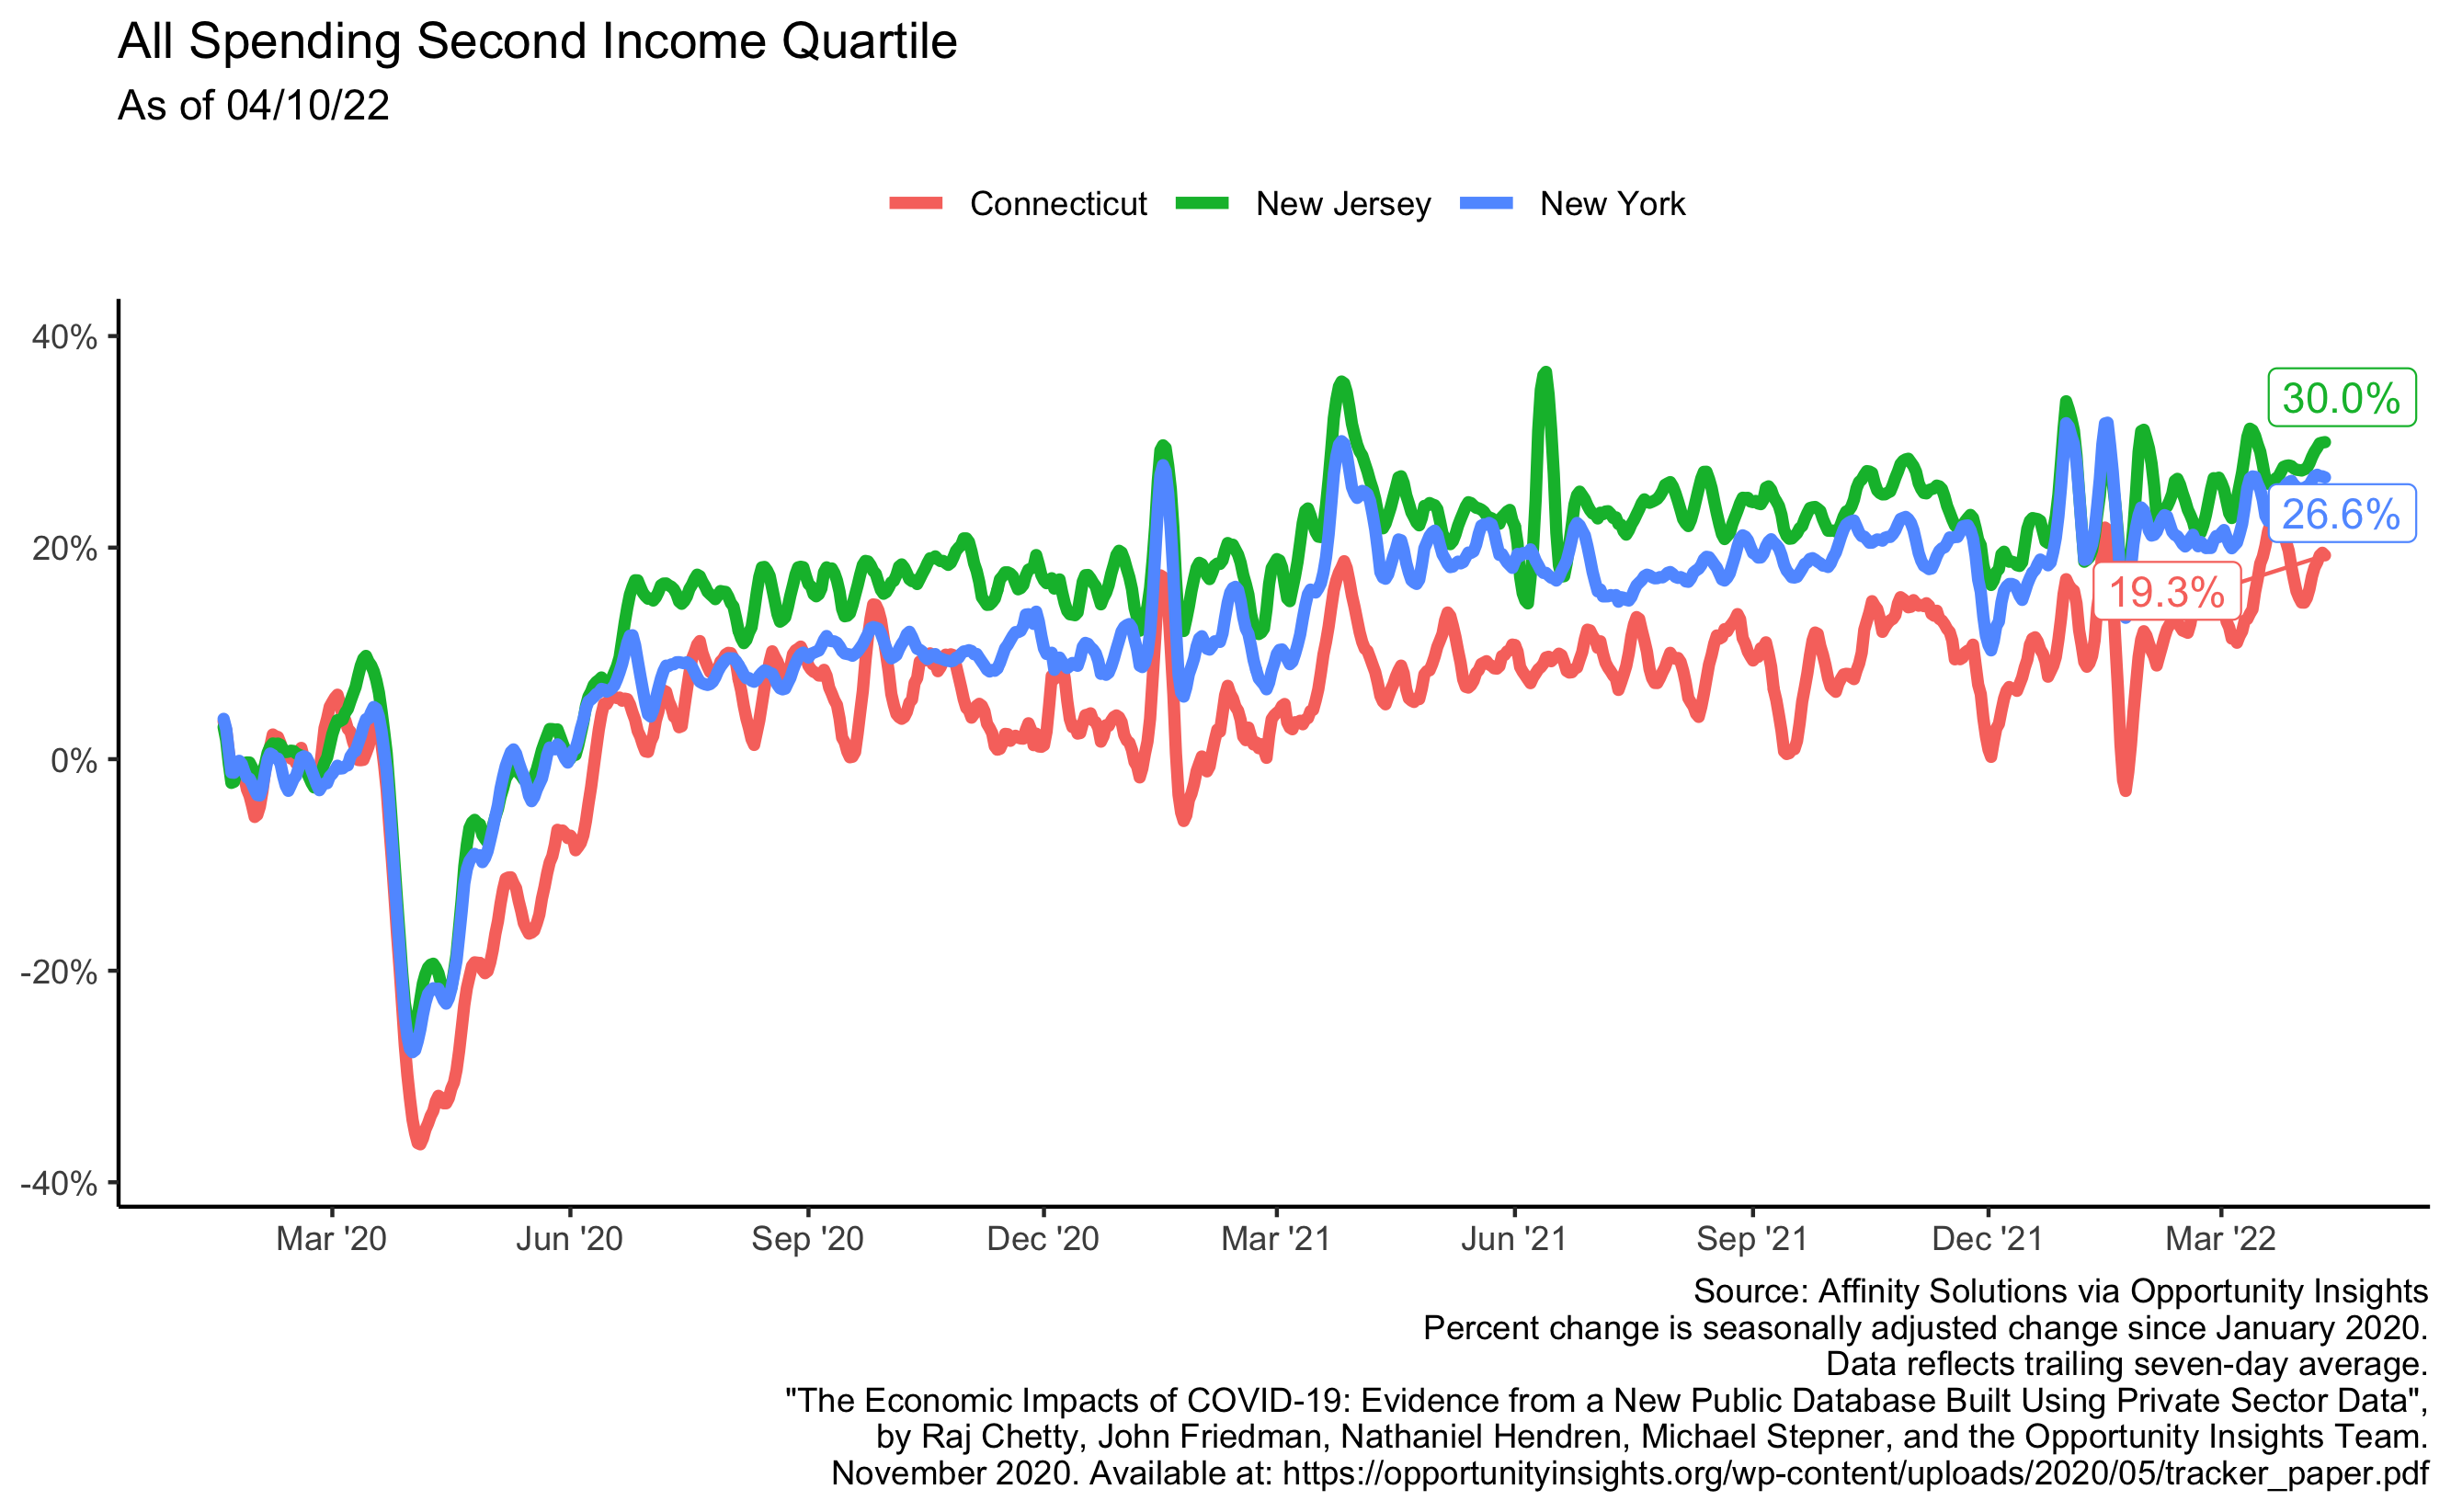 All Spending Second Income Quartile
As of 04/10/22
Connecticut New Jersey New York
40%
20%
0%
-20%
-40%
30.0%
26.6%
19.3%
Mar '20 Jun '20 Sep '20 Dec '20 Mar '21 Jun '21 Sep '21 Dec '21 Mar '22
Source: Affinity Solutions via Opportunity Insights
Percent change is seasonally adjusted change since January 2020.
Data reflects trailing seven-day average.
"The Economic Impacts of COVID-19: Evidence from a New Public Database Built Using Private Sector Data",
by Raj Chetty, John Friedman, Nathaniel Hendren, Michael Stepner, and the Opportunity Insights Team.
November 2020. Available at: https://opportunityinsights.org/wp-content/uploads/2020/05/tracker_paper.pdf